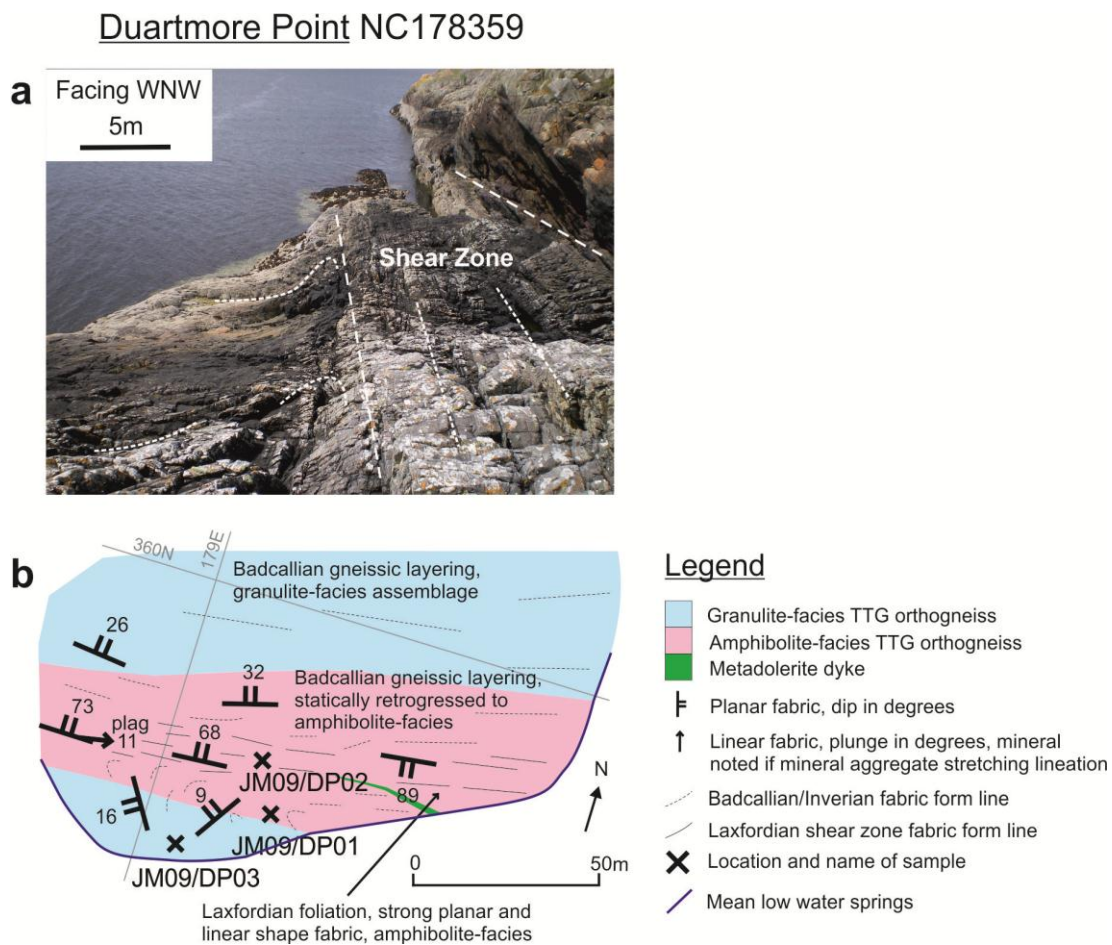 Duartmore Point NC178359
a
Facing WNW
5m
Shear Zone
b
360N
179E
Badcallian gneissic layering,
granulite-facies assemblage
26
32
Badcallian gneissic layering,
statically retrogressed to
amphibolite-facies
73
plag
11
68
JM09/DP02
89
16
9
JM09/DP01
JM09/DP03
N
0
50m
Laxfordian foliation, strong planar and
linear shape fabric, amphibolite-facies
Legend
Granulite-facies TTG orthogneiss
Amphibolite-facies TTG orthogneiss
Metadolerite dyke
Planar fabric, dip in degrees
Linear fabric, plunge in degrees, mineral
noted if mineral aggregate stretching lineation
Badcallian/Inverian fabric form line
Laxfordian shear zone fabric form line
Location and name of sample
Mean low water springs